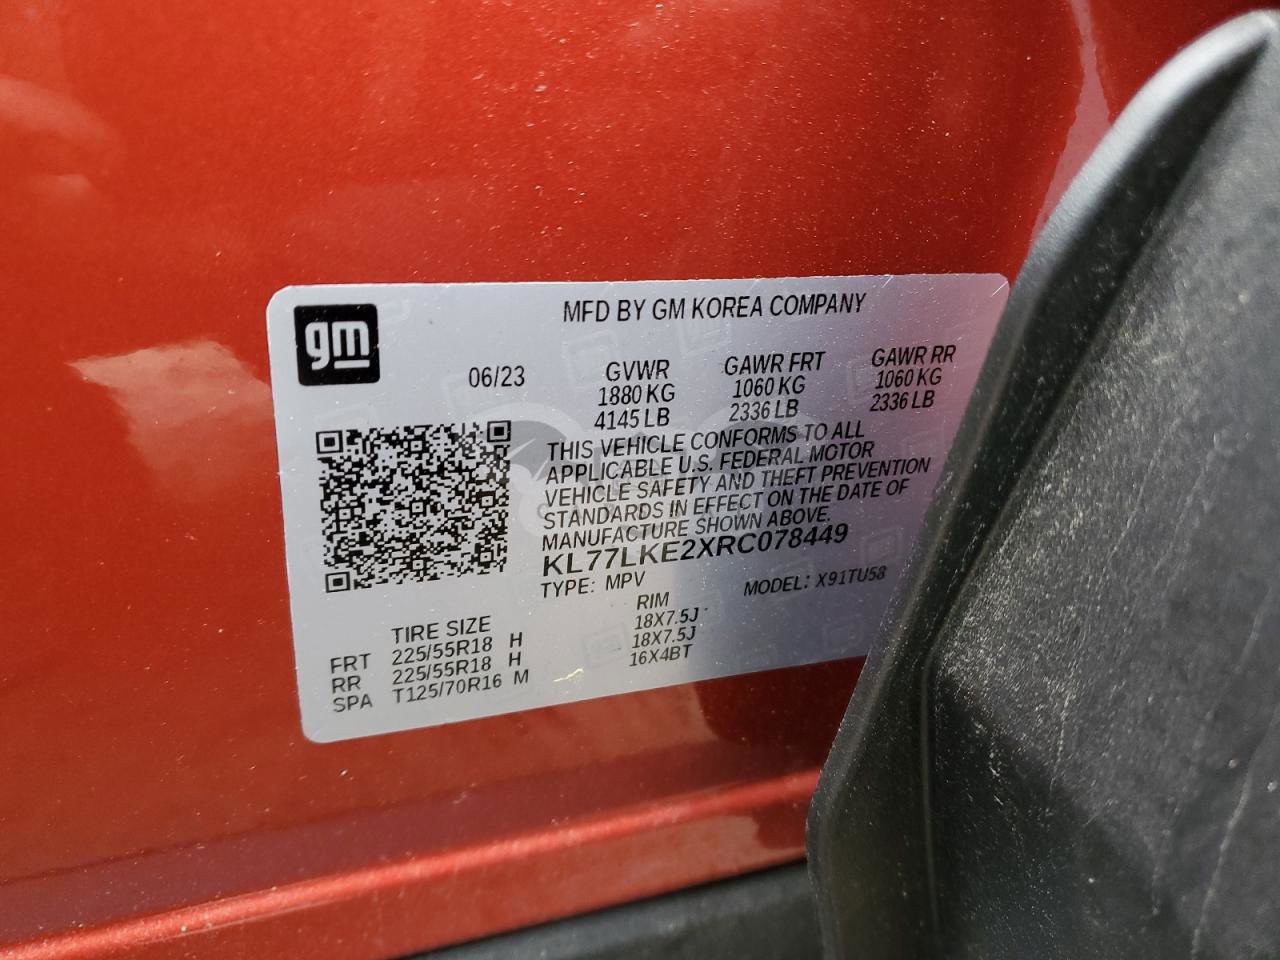 gm
MFD BY GM KOREA COMPANY
06/23 GVWR GAWR FRT GAWR RR
1880 KG 1060 KG 1060 KG
4145 LB 2336 LB 2336 LB
THIS VEHICLE CONFORMS TO ALL
APPLICABLE U.S. FEDERAL MOTOR
VEHICLE SAFETY AND THEFT PREVENTION
STANDARDS IN EFFECT ON THE DATE OF
MANUFACTURE SHOWN ABOVE.
KL77LKE2XRC078449
TYPE: MPV MODEL: X91TU58
TIRE SIZE RIM
FRT 225/55R18 H 18X7.5J
RR 225/55R18 H 18X7.5J
SPA T125/70R16 M 16X4BT